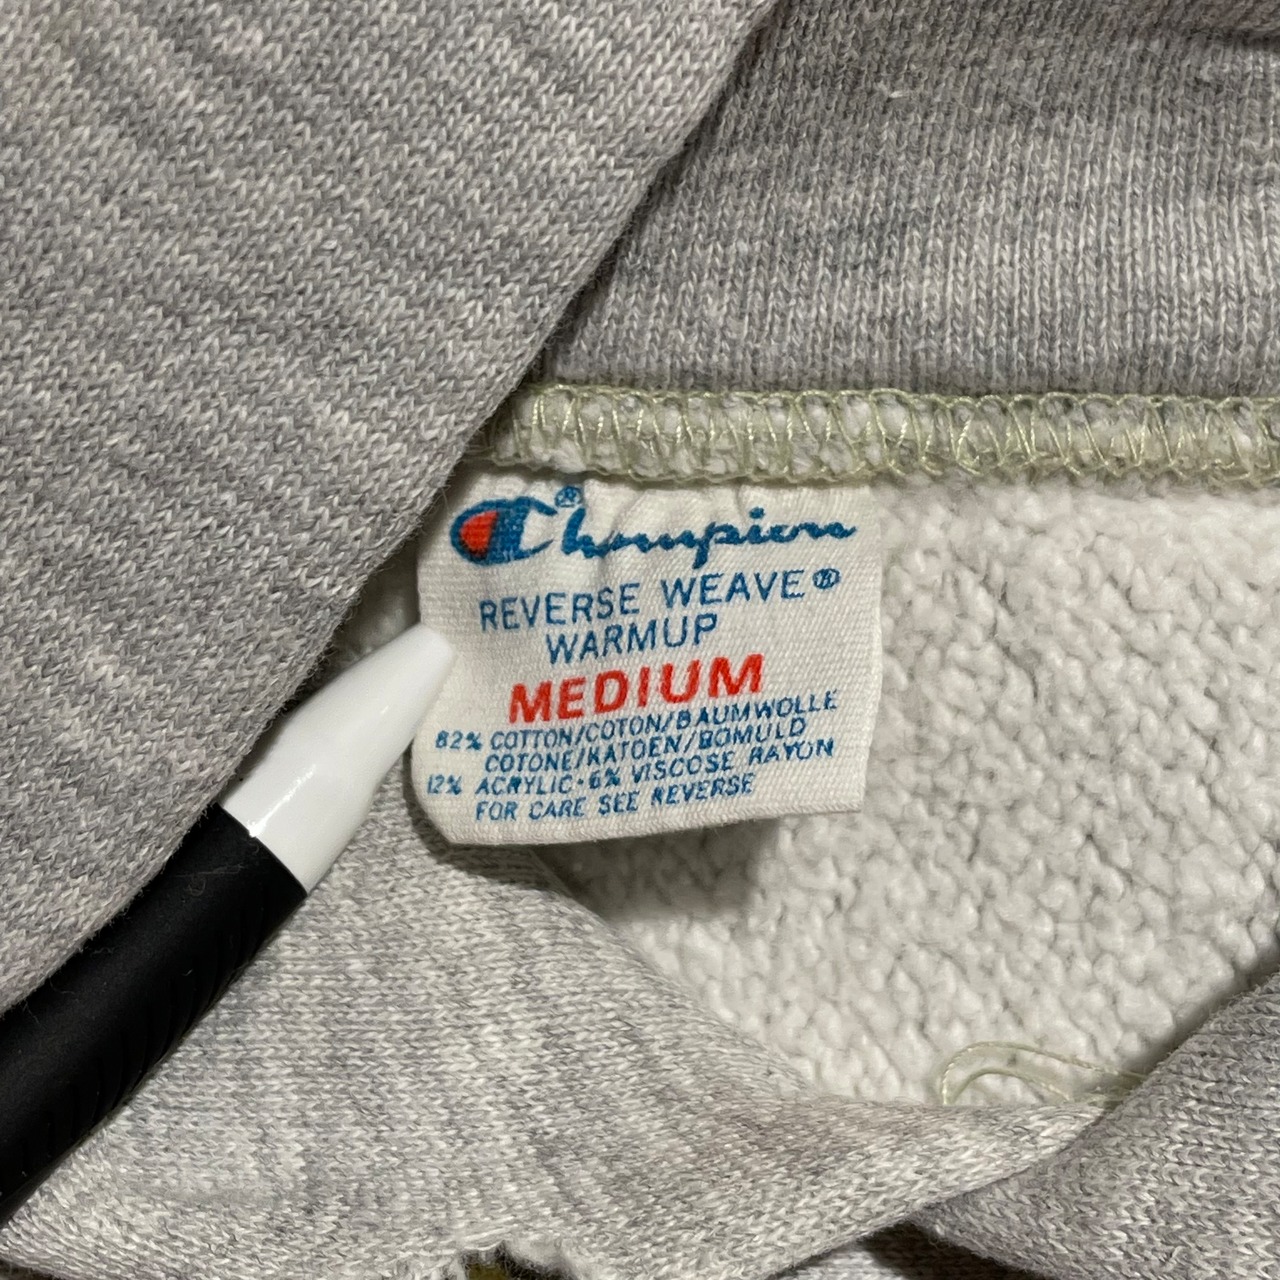 Champion®
REVERSE WEAVE®
WARMUP
MEDIUM
82% COTTON/COTON/BAUMWOLLE
COTONE/KATOEN/BOMULD
12% ACRYLIC·6% VISCOSE RAYON
FOR CARE SEE REVERSE